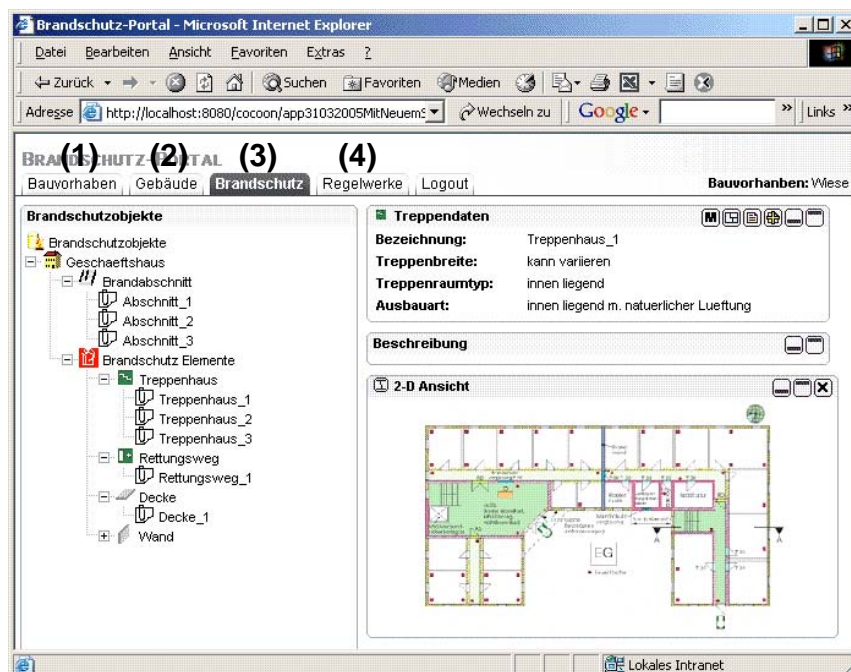 Brandschutz-Portal - Microsoft Internet Explorer
Datei Bearbeiten Ansicht Favoriten Extras ?
Zurück Suchen Favoriten Medien
Adresse http://localhost:8080/cocoon/app31032005MitNeuemS Wechseln zu Google Links
BRANDSCHUTZ-PORTAL
(1) (2) (3) (4)
Bauvorhaben Gebäude Brandschutz Regelwerke Logout Bauvorhanben: Wiese
Brandschutzobjekte
Brandschutzobjekte
Geschaeftshaus
Brandabschnitt
Abschnitt_1
Abschnitt_2
Abschnitt_3
Brandschutz Elemente
Treppenhaus
Treppenhaus_1
Treppenhaus_2
Treppenhaus_3
Rettungsweg
Rettungsweg_1
Decke
Decke_1
Wand
Treppendaten
M
Bezeichnung: Treppenhaus_1
Treppenbreite: kann variieren
Treppenraumtyp: innen liegend
Ausbauart: innen liegend m. natuerlicher Lueftung
Beschreibung
2-D Ansicht
EG
A A
Lokales Intranet